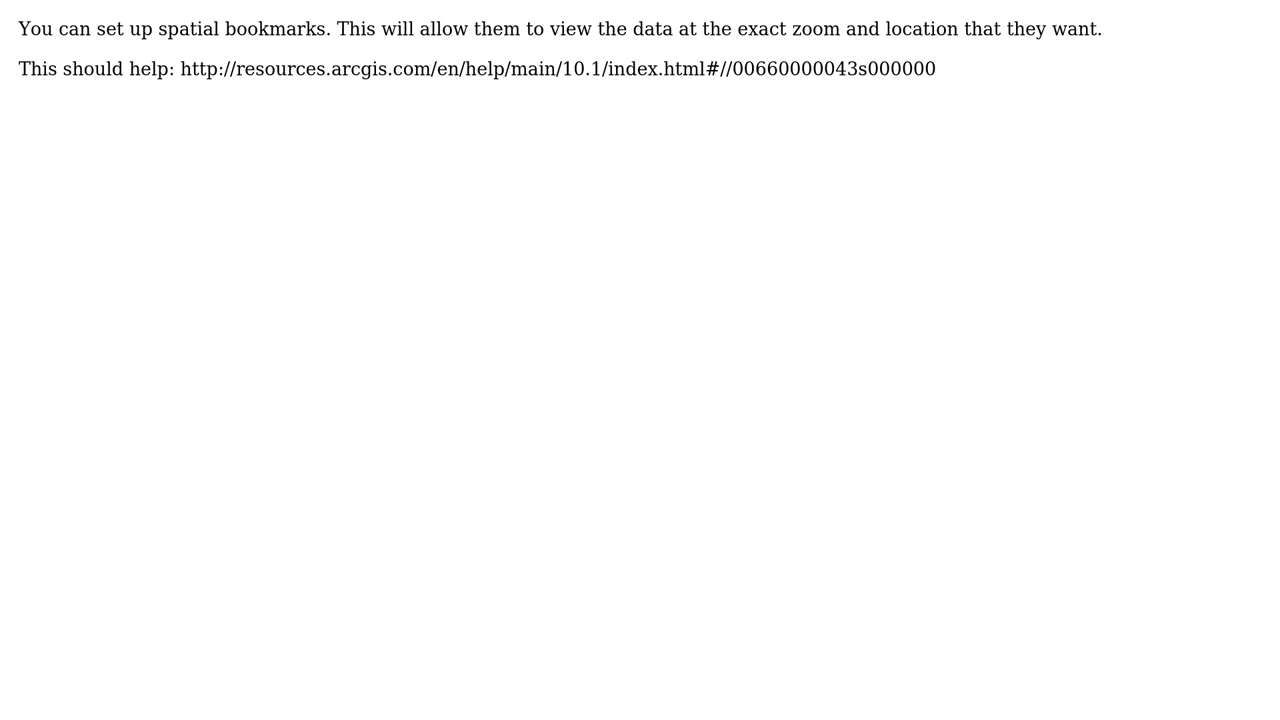 You can set up spatial bookmarks. This will allow them to view the data at the exact zoom and location that they want.
This should help: http://resources.arcgis.com/en/help/main/10.1/index.html#//00660000043s000000